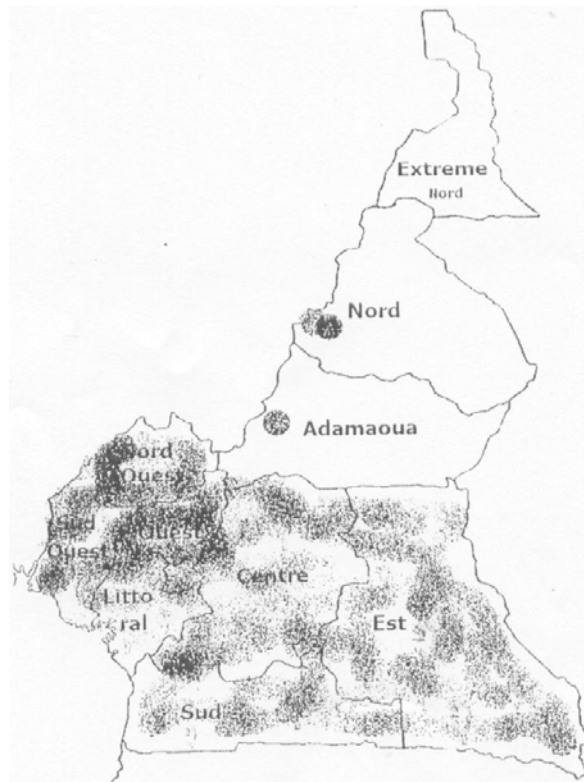 Extreme
Nord
Nord
Adamaoua
Nord
Ouest
Sud
Ouest
Ouest
Centre
Litto
ral
Est
Sud